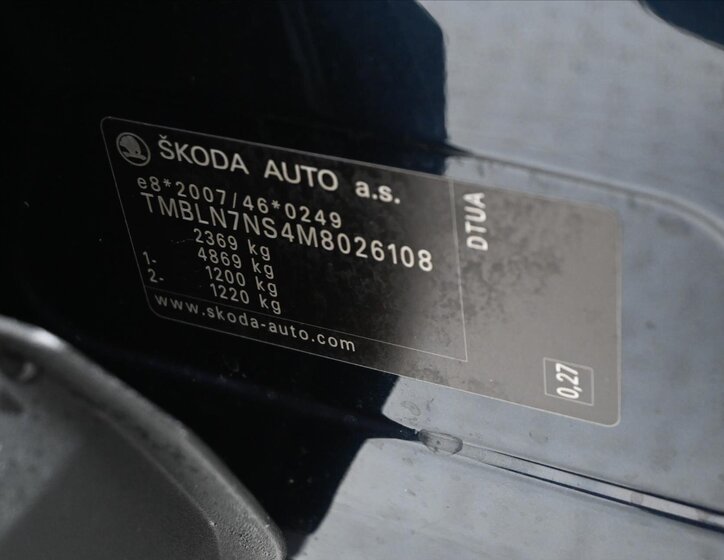 ŠKODA AUTO a.s.
e8*2007/46*0249
TMBLN7NS4M8026108
2369 kg
4869 kg
1- 1200 kg
2- 1220 kg
www.skoda-auto.com
DTUA
0,27